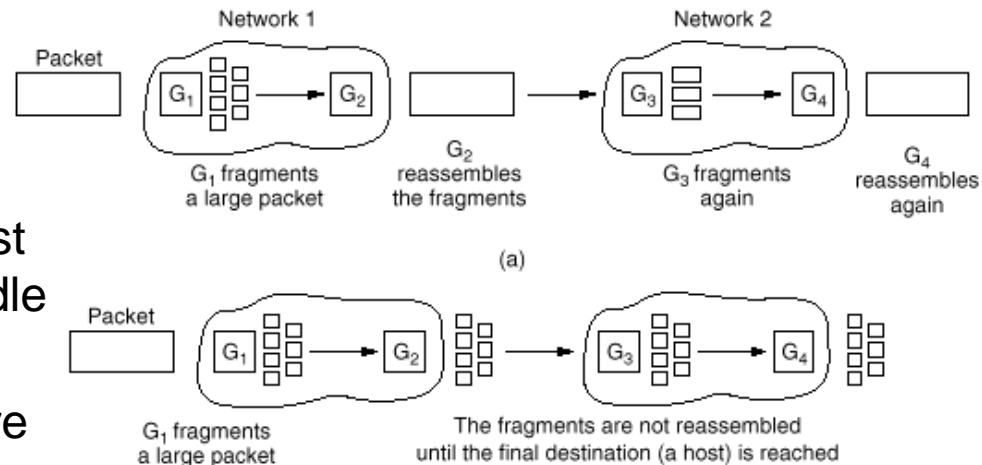 Network 1
Network 2
Packet
G₁
G₂
G₃
G₄
G₁ fragments
a large packet
G₂
reassembles
the fragments
G₃ fragments
again
G₄
reassembles
again
(a)
Packet
G₁
G₂
G₃
G₄
G₁ fragments
a large packet
The fragments are not reassembled
until the final destination (a host) is reached